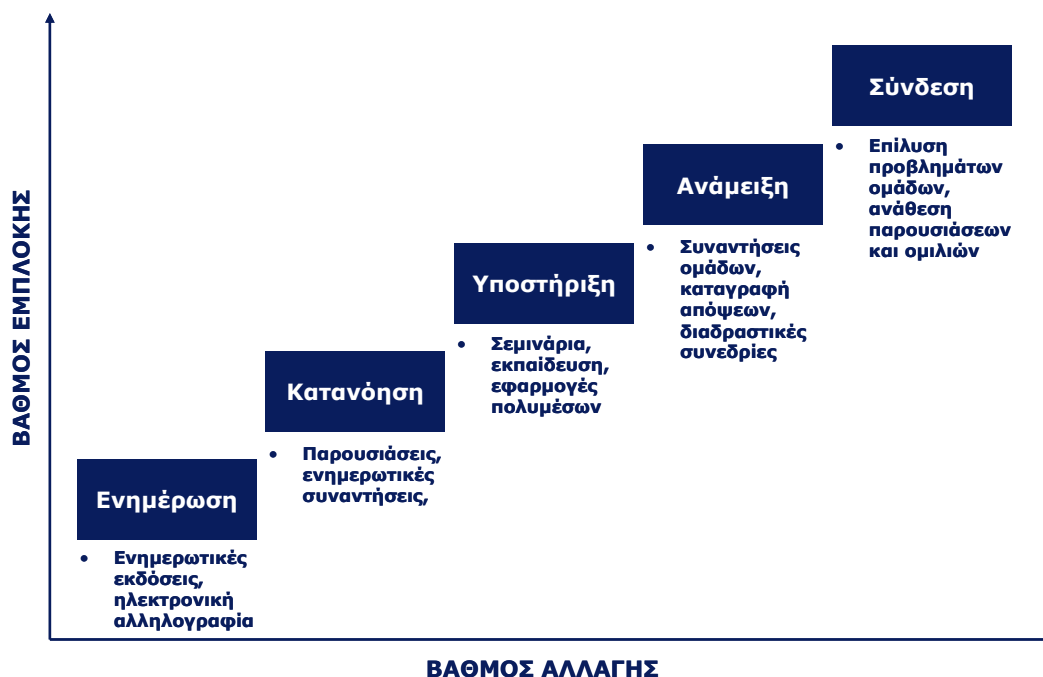 ΒΑΘΜΟΣ ΕΜΠΛΟΚΗΣ
Ενημέρωση
• Ενημερωτικές
εκδόσεις,
ηλεκτρονική
αλληλογραφία
Κατανόηση
• Παρουσιάσεις,
ενημερωτικές
συναντήσεις,
Υποστήριξη
• Σεμινάρια,
εκπαίδευση,
εφαρμογές
πολυμέσων
Ανάμειξη
• Συναντήσεις
ομάδων,
καταγραφή
απόψεων,
διαδραστικές
συνεδρίες
Σύνδεση
• Επίλυση
προβλημάτων
ομάδων,
ανάθεση
παρουσιάσεων
και ομιλιών
ΒΑΘΜΟΣ ΑΛΛΑΓΗΣ